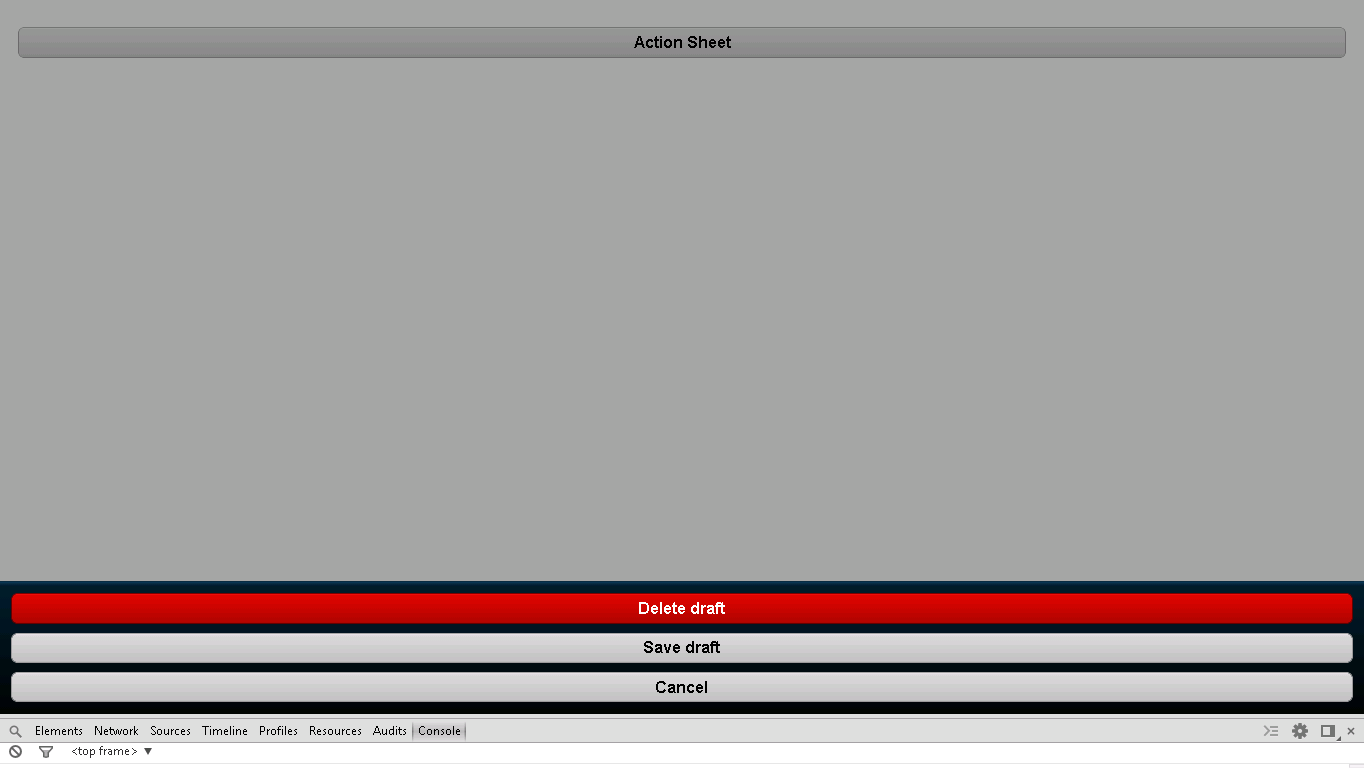 Action Sheet
Delete draft
Save draft
Cancel
Elements Network Sources Timeline Profiles Resources Audits Console
<top frame> ▼